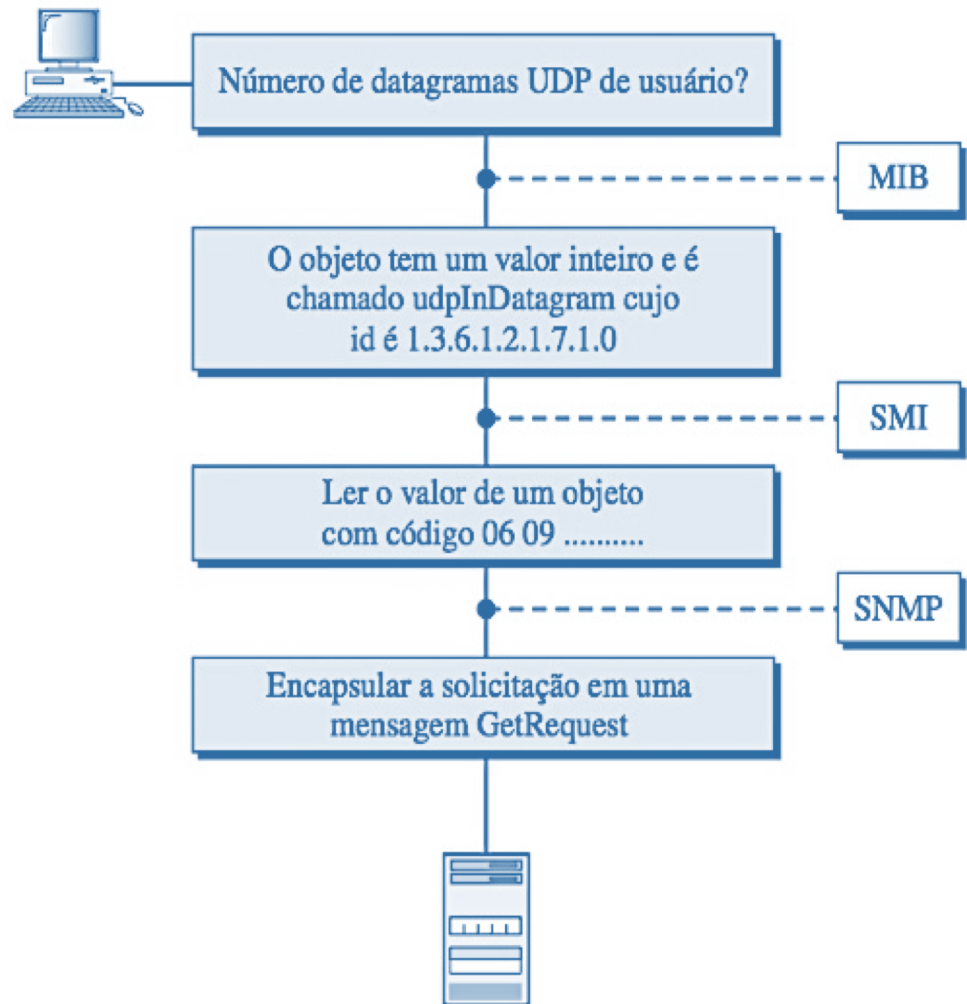 Número de datagramas UDP de usuário?
MIB
O objeto tem um valor inteiro e é
chamado udpInDatagram cujo
id é 1.3.6.1.2.1.7.1.0
SMI
Ler o valor de um objeto
com código 06 09 ..........
SNMP
Encapsular a solicitação em uma
mensagem GetRequest